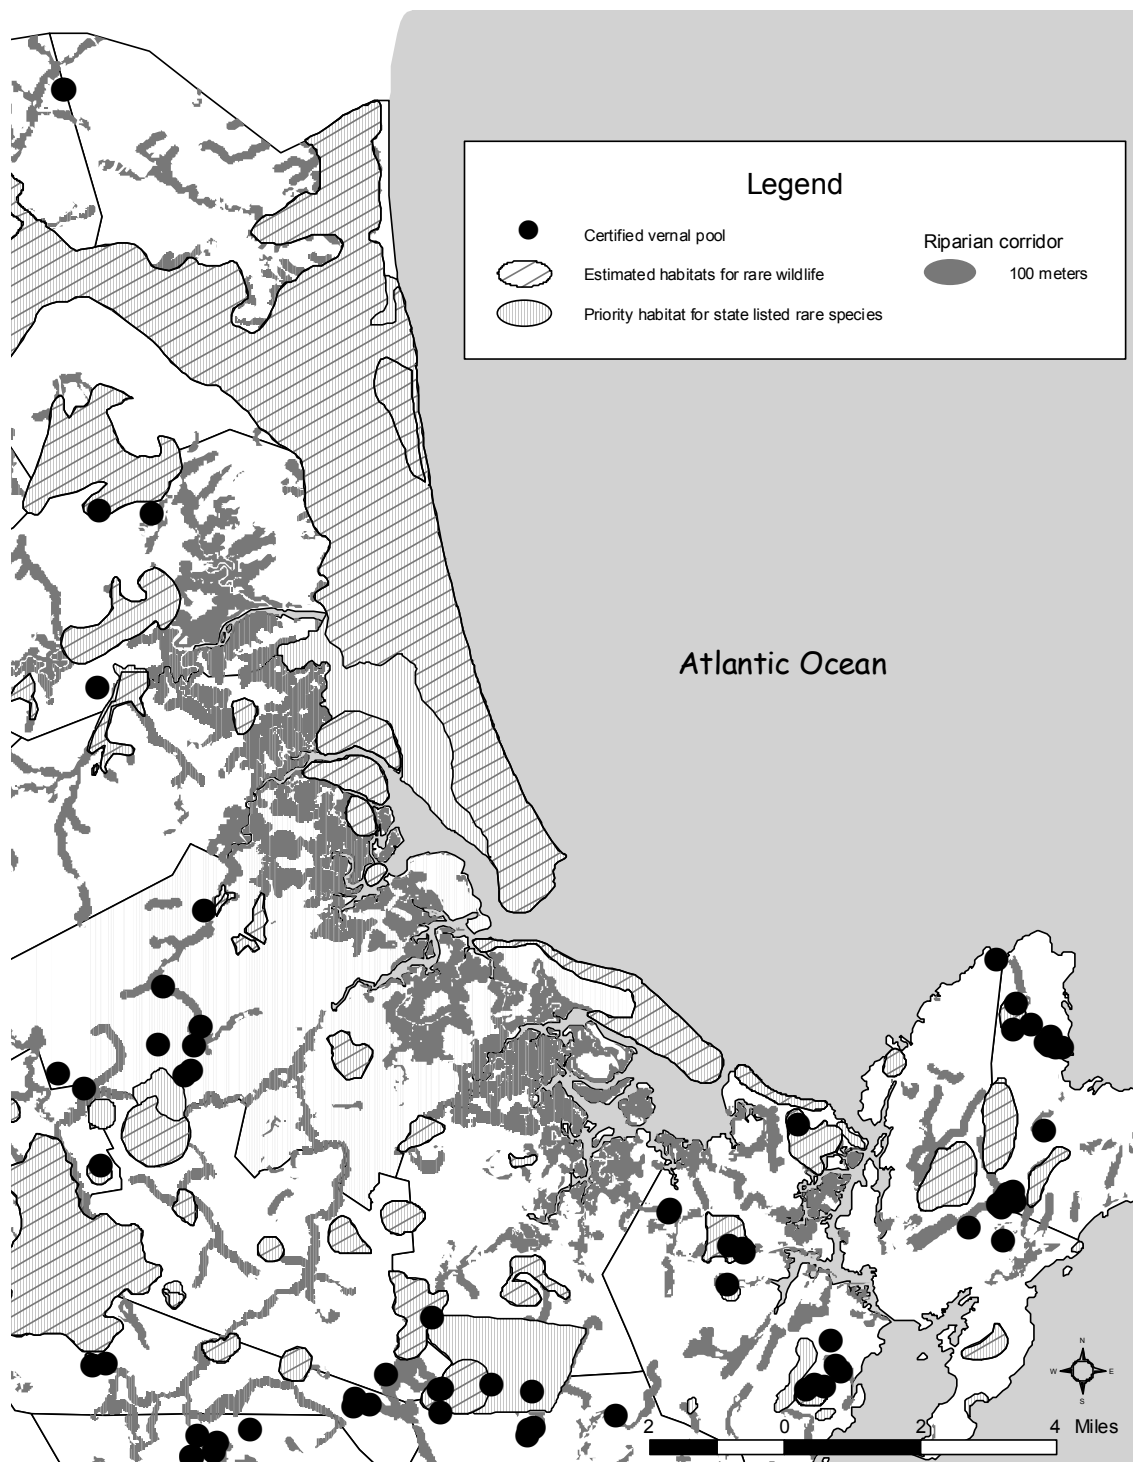 Legend
Certified vernal pool
Estimated habitats for rare wildlife
Priority habitat for state listed rare species
Riparian corridor
100 meters
Atlantic Ocean
N
W E
S
2 0 2 4 Miles